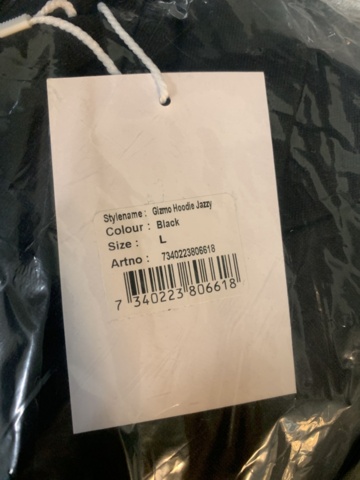 Stylename : Gizmo Hoodie Jazzy
Colour : Black
Size : L
Artno : 7340223806618
7 340223 806618